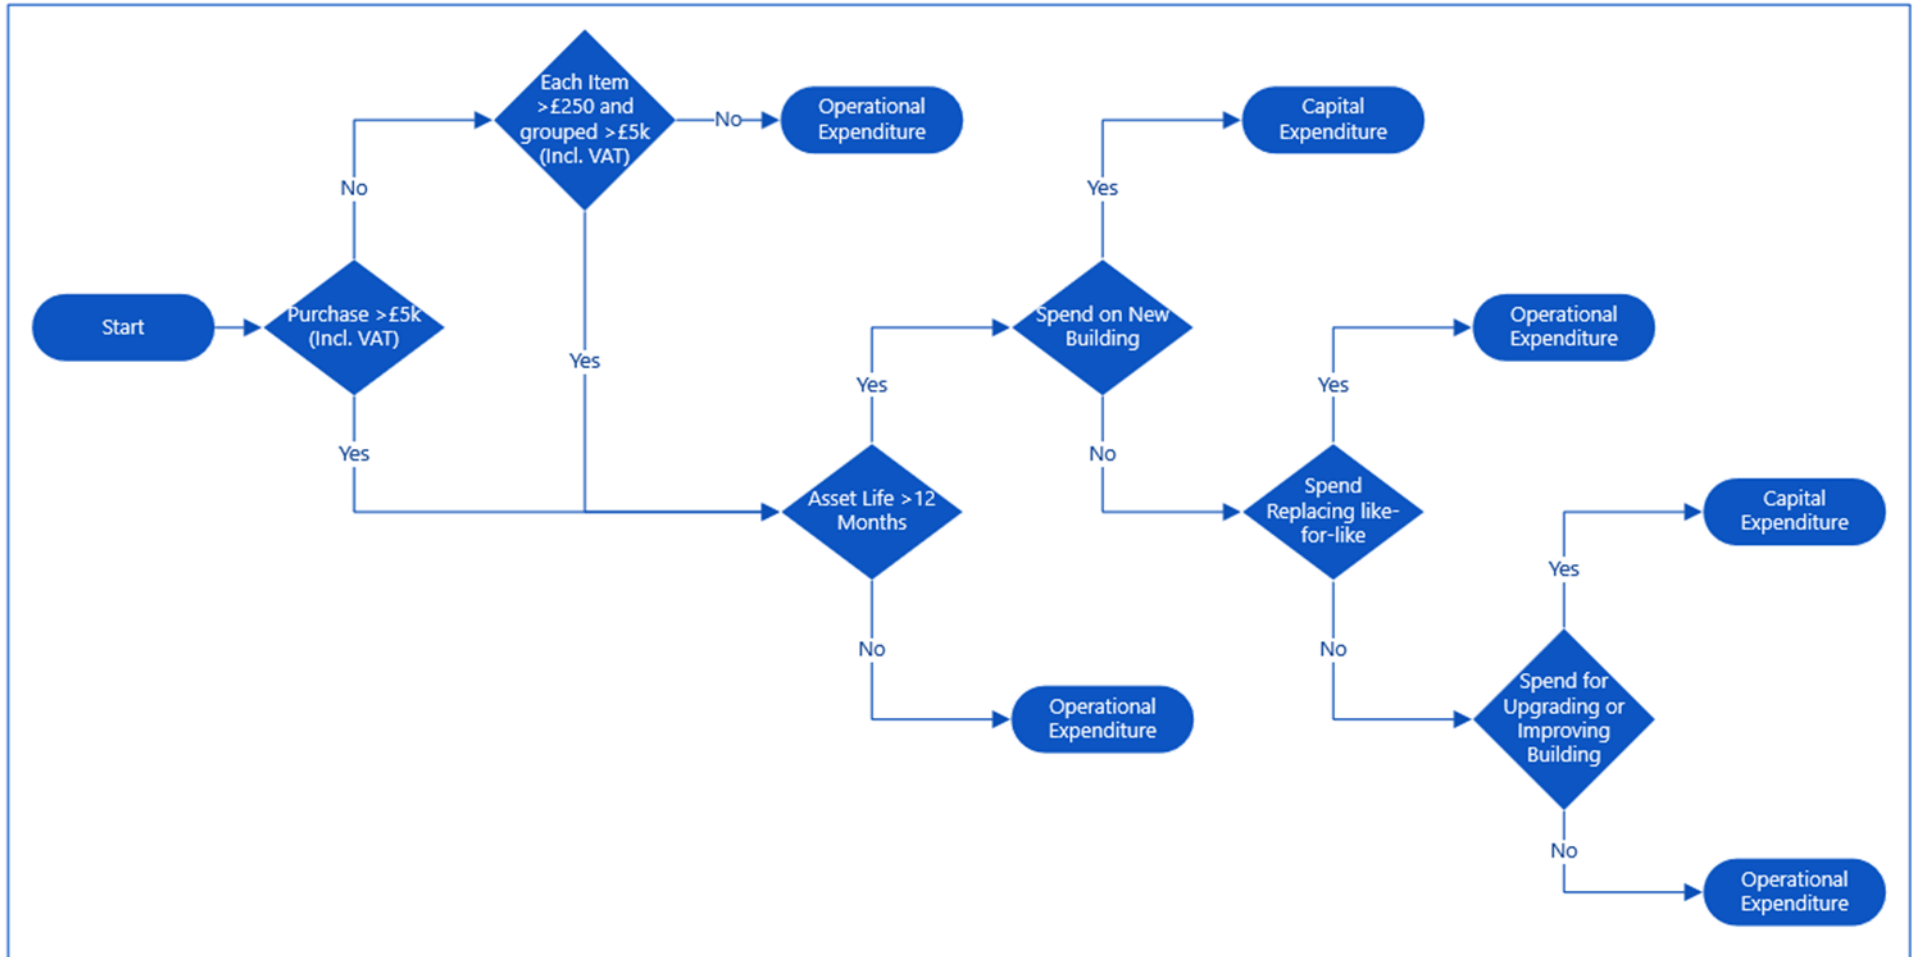 Each Item
>£250 and
grouped >£5k
(Incl. VAT)
No
Operational
Expenditure
Capital
Expenditure
No
Yes
Start
Purchase >£5k
(Incl. VAT)
Spend on New
Building
Operational
Expenditure
Yes
Yes
Yes
Yes
No
Asset Life >12
Months
Spend
Replacing like-
for-like
Capital
Expenditure
Yes
No
No
Operational
Expenditure
Spend for
Upgrading or
Improving
Building
No
Operational
Expenditure